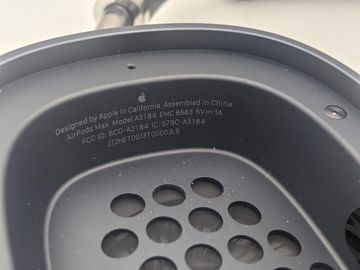 Designed by Apple in California Assembled in China
AirPods Max Model A3184 EMC 8663 5V⎓1A
FCC ID: BCG-A3184 IC: 579C-A3184
J72HET0013T0000JL8